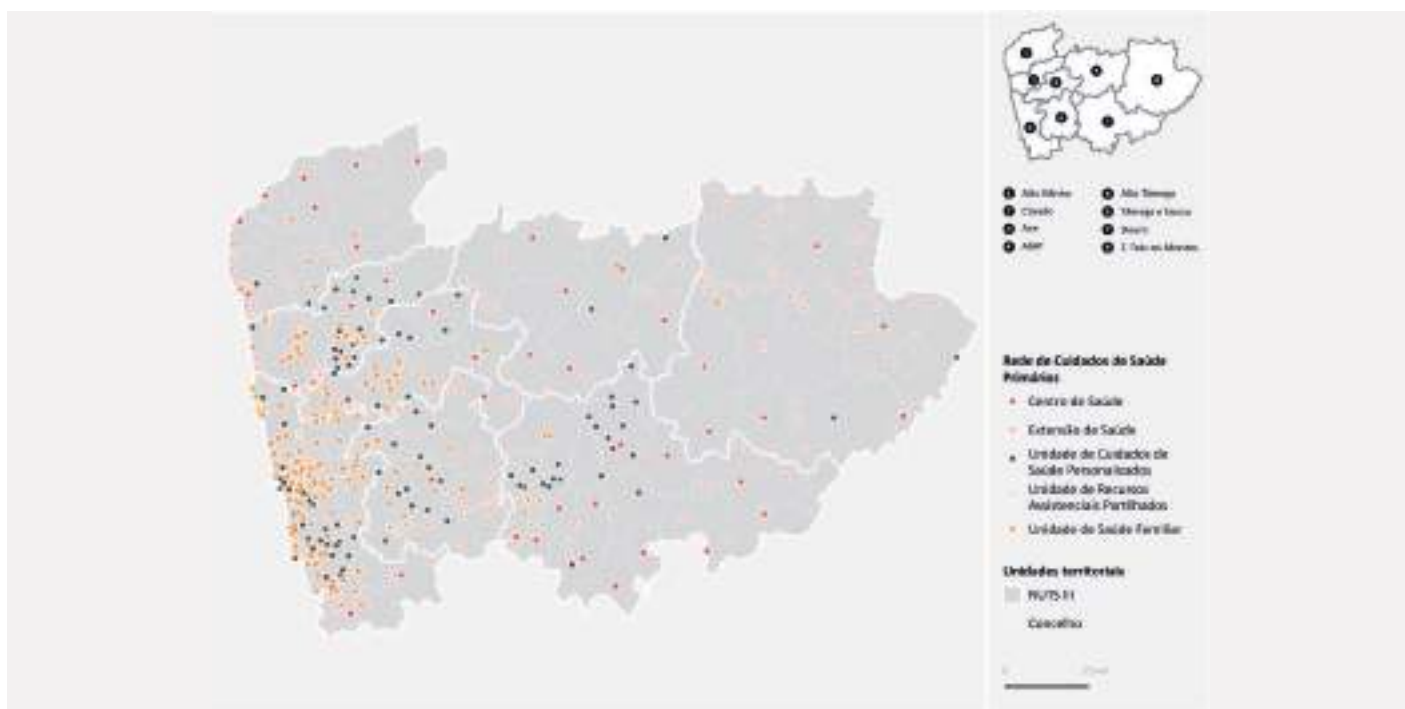 Alto Minho
Cávado
Ave
AMP
Alto Tâmega
Tâmega e Sousa
Douro
T. Trás-os-Montes
Rede de Cuidados de Saúde
Primários
Centro de Saúde
Extensão de Saúde
Unidade de Cuidados de
Saúde Personalizados
Unidade de Recursos
Assistenciais Partilhados
Unidade de Saúde Familiar
Unidades territoriais
NUTS III
Concelho